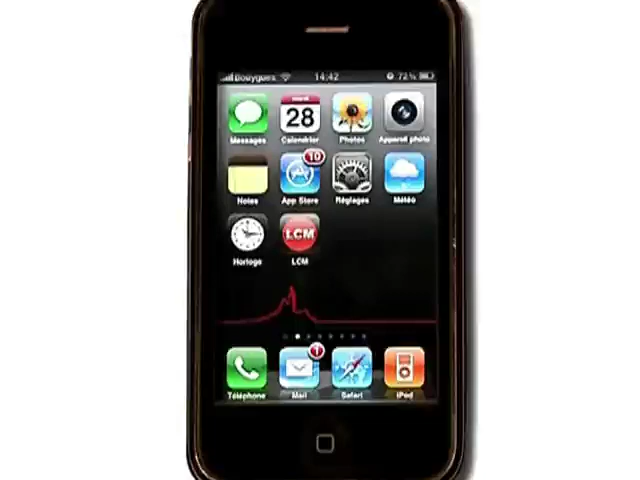 Bouygues 14:42 72%
mardi
28
Messages Calendrier Photos Appareil photo
10
Notes App Store Réglages Météo
LCM
Horloge LCM
1
Téléphone Mail Safari iPod